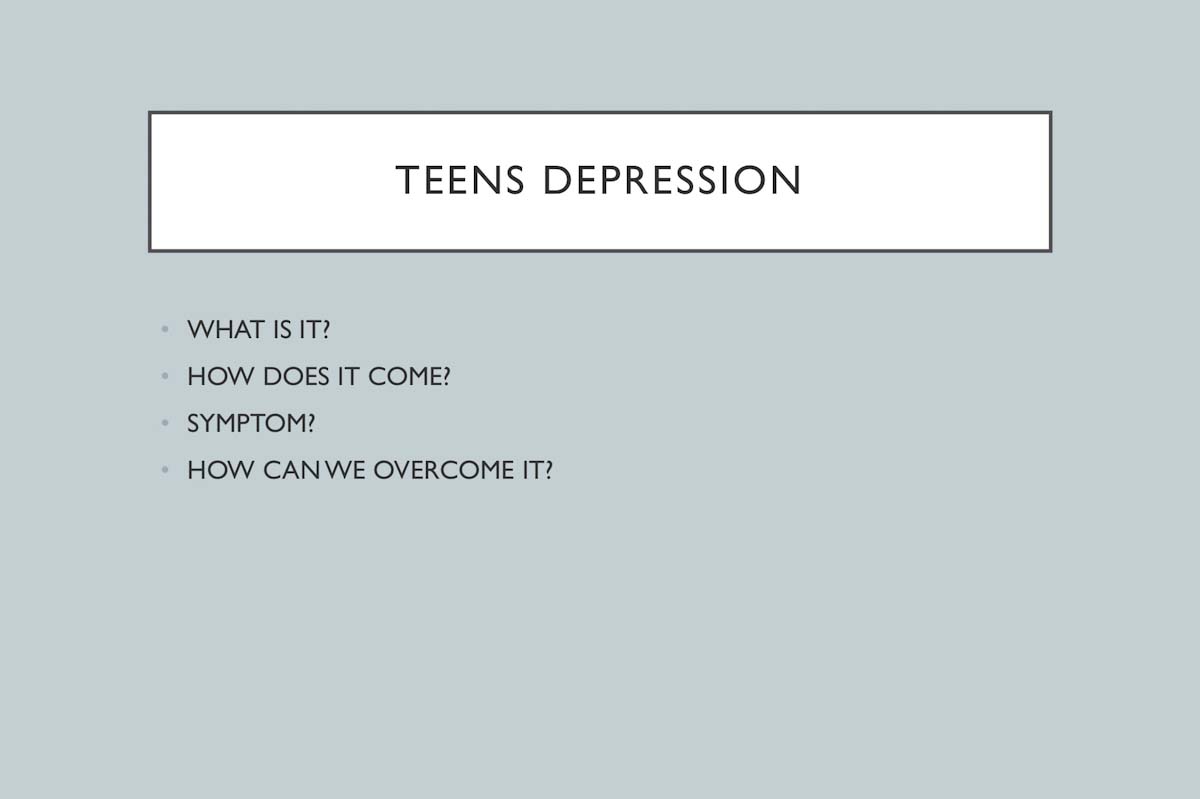 TEENS DEPRESSION
• WHAT IS IT?
• HOW DOES IT COME?
• SYMPTOM?
• HOW CAN WE OVERCOME IT?